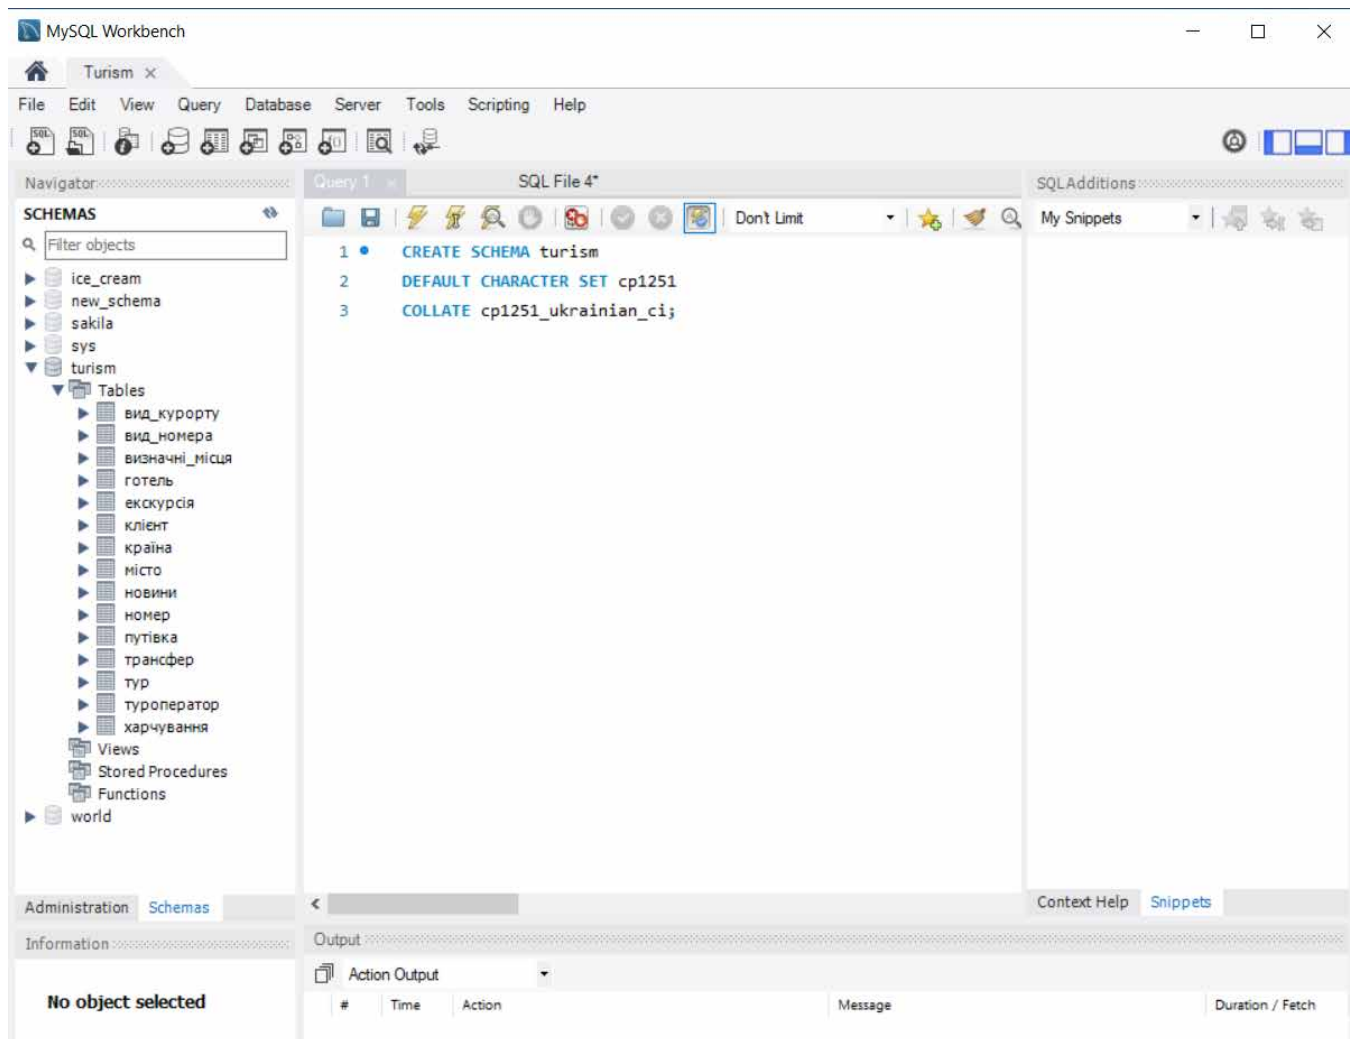 MySQL Workbench
Turism
File Edit View Query Database Server Tools Scripting Help
Navigator
SCHEMAS
Filter objects
ice_cream
new_schema
sakila
sys
turism
Tables
вид_курорту
вид_номера
визначні_місця
готель
екскурсія
клієнт
країна
місто
новини
номер
путівка
трансфер
тур
туроператор
харчування
Views
Stored Procedures
Functions
world
Administration Schemas
Information
No object selected
Query 1 SQL File 4*
Don't Limit
1 CREATE SCHEMA turism
2 DEFAULT CHARACTER SET cp1251
3 COLLATE cp1251_ukrainian_ci;
SQLAdditions
My Snippets
Context Help Snippets
Output
Action Output
# Time Action Message Duration / Fetch